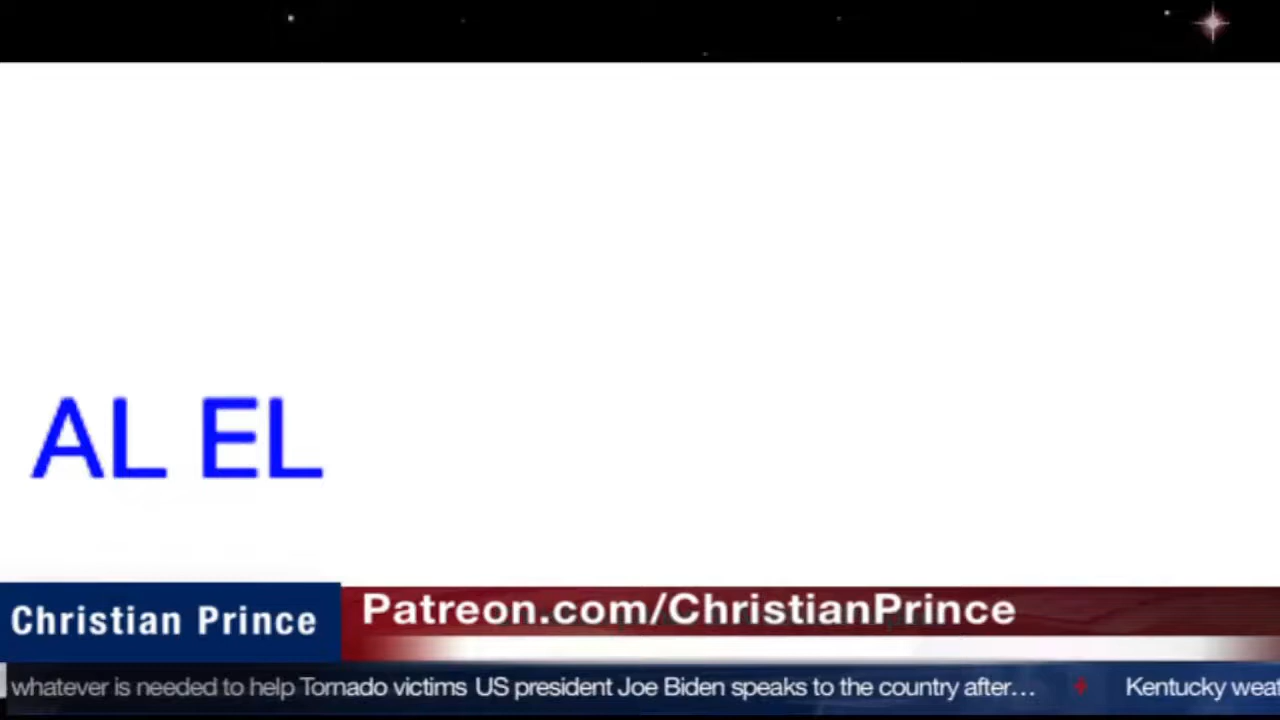 AL EL
Christian Prince
Patreon.com/ChristianPrince
whatever is needed to help Tornado victims US president Joe Biden speaks to the country after… Kentucky